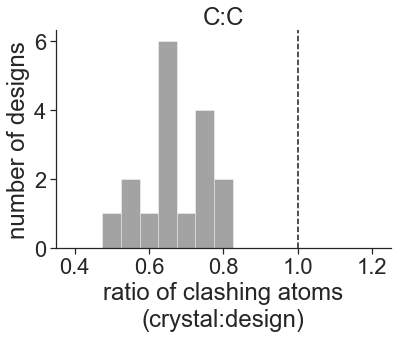 C:C
number of designs
6
4
2
0
0.4 0.6 0.8 1.0 1.2
ratio of clashing atoms
(crystal:design)